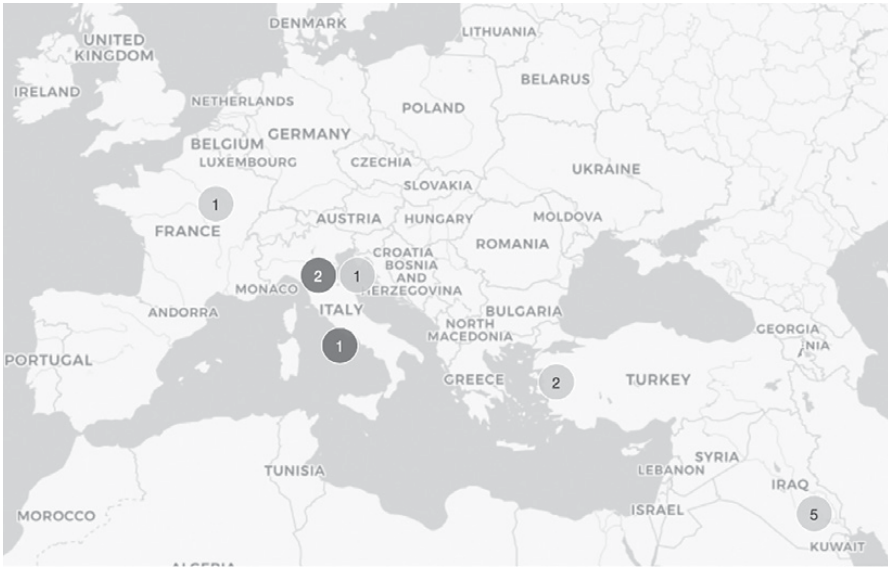 DENMARK
LITHUANIA
UNITED
KINGDOM
BELARUS
IRELAND
NETHERLANDS
POLAND
GERMANY
BELGIUM
LUXEMBOURG
CZECHIA
UKRAINE
SLOVAKIA
1
AUSTRIA
HUNGARY
MOLDOVA
FRANCE
ROMANIA
CROATIA
BOSNIA
AND
HERZEGOVINA
2
1
MONACO
ITALY
ANDORRA
BULGARIA
NORTH
MACEDONIA
GEORGIA
NIA
1
PORTUGAL
GREECE
2
TURKEY
SYRIA
LEBANON
TUNISIA
IRAQ
ISRAEL
5
MOROCCO
KUWAIT
ALGERIA